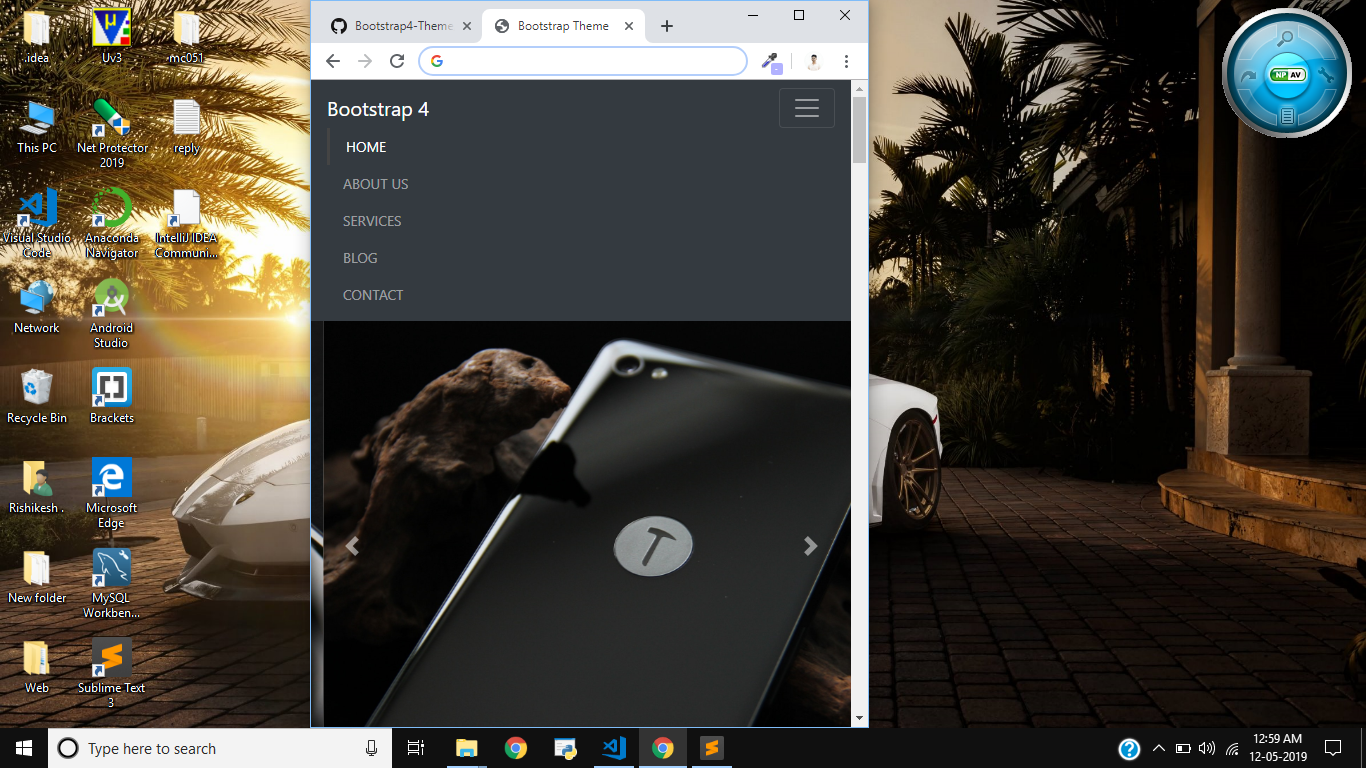 idea
Uv3
mc051
This PC
Net Protector
2019
reply
Visual Studio
Code
Anaconda
Navigator
IntelliJ IDEA
Communi...
Network
Android
Studio
Recycle Bin
Brackets
Rishikesh .
Microsoft
Edge
New folder
MySQL
Workben...
Web
Sublime Text
3
Bootstrap4-Theme
Bootstrap Theme
Bootstrap 4
HOME
ABOUT US
SERVICES
BLOG
CONTACT
NP AV
Type here to search
12:59 AM
12-05-2019